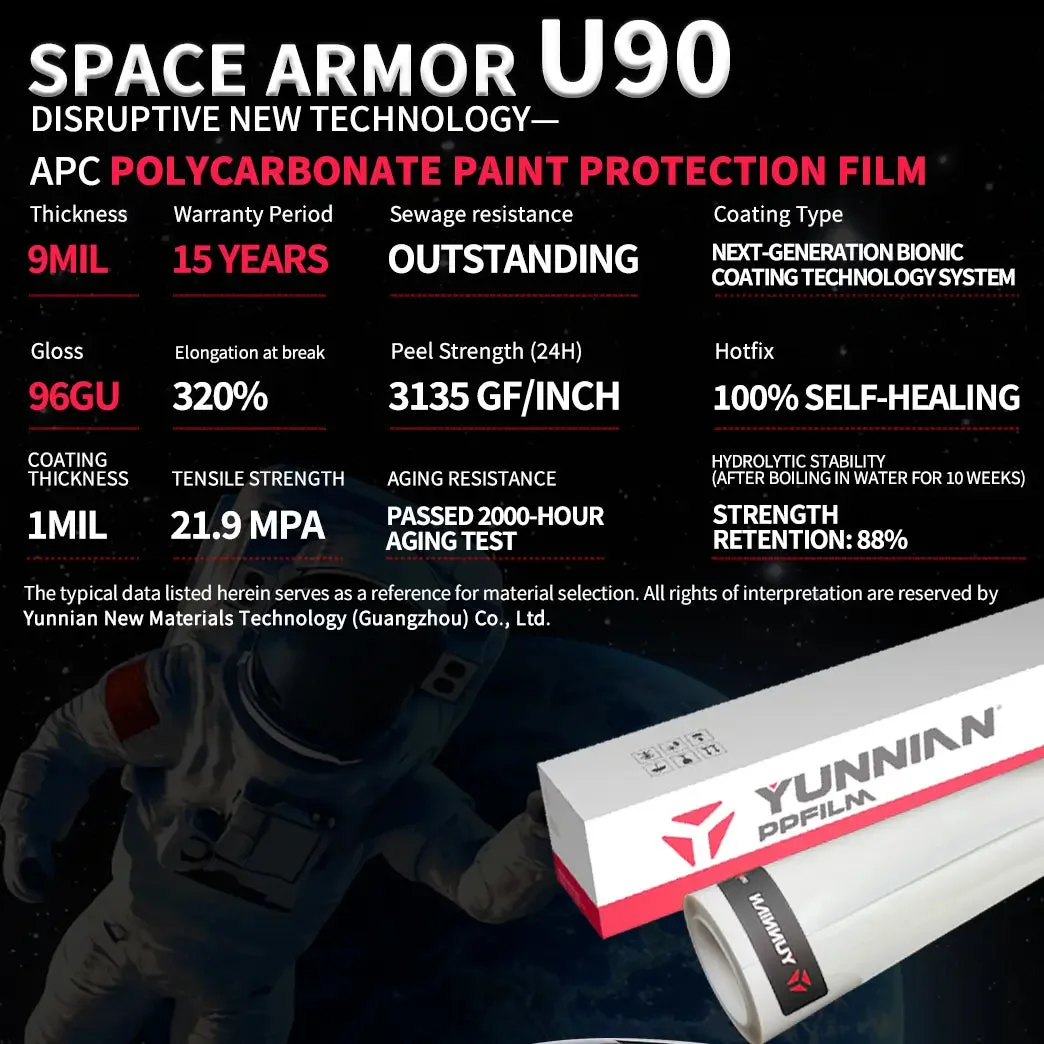 SPACE ARMOR U90
DISRUPTIVE NEW TECHNOLOGY—
APC POLYCARBONATE PAINT PROTECTION FILM
Thickness
9MIL
Warranty Period
15 YEARS
Sewage resistance
OUTSTANDING
Coating Type
NEXT-GENERATION BIONIC
COATING TECHNOLOGY SYSTEM
Gloss
96GU
Elongation at break
320%
Peel Strength (24H)
3135 GF/INCH
Hotfix
100% SELF-HEALING
COATING
THICKNESS
1MIL
TENSILE STRENGTH
21.9 MPA
AGING RESISTANCE
PASSED 2000-HOUR
AGING TEST
HYDROLYTIC STABILITY
(AFTER BOILING IN WATER FOR 10 WEEKS)
STRENGTH
RETENTION: 88%
The typical data listed herein serves as a reference for material selection. All rights of interpretation are reserved by
Yunnian New Materials Technology (Guangzhou) Co., Ltd.
YUNNIAN
PPFILM
YUNNIAN